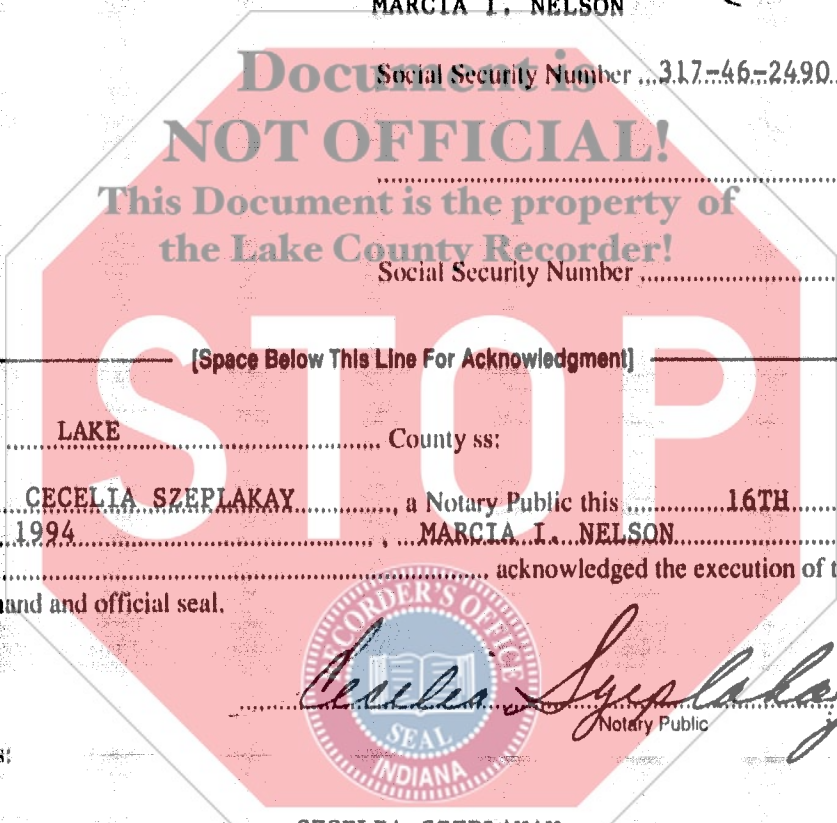 MARCIA I. NELSON
Document is
Social Security Number ...317-46-2490
NOT OFFICIAL!
This Document is the property of
the Lake County Recorder!
Social Security Number
STOP
[Space Below This Line For Acknowledgment]
LAKE County ss:
CECELIA SZEPLAKAY, a Notary Public this 16TH
1994, MARCIA I. NELSON
acknowledged the execution of t
and and official seal.
RECORDER'S OFFICE
Cecelia Szeplakay
Notary Public
SEAL
s:
INDIANA